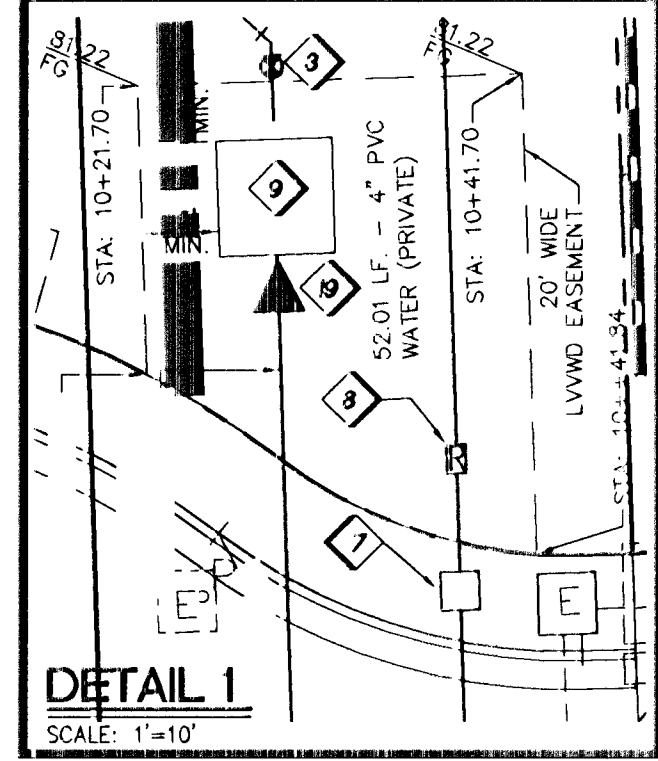 81.22
FG
STA: 10+21.70
MIN.
3
9
MIN.
19
52.01 LF. - 4" PVC
WATER (PRIVATE)
81.22
FG
STA: 10+41.70
20' WIDE
LVVWD EASEMENT
8
R
1
E
E
DETAIL 1
SCALE: 1'=10'